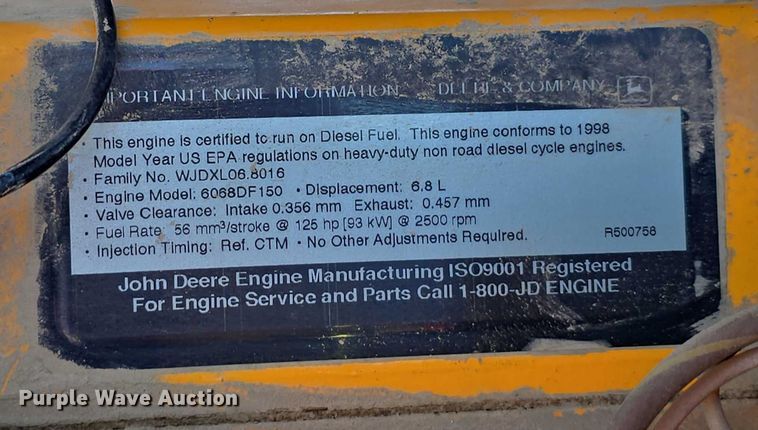 IMPORTANT ENGINE INFORMATION DEERE & COMPANY
• This engine is certified to run on Diesel Fuel. This engine conforms to 1998
Model Year US EPA regulations on heavy-duty non road diesel cycle engines.
• Family No. WJDXL06.8016
• Engine Model: 6068DF150 • Displacement: 6.8 L
• Valve Clearance: Intake 0.356 mm Exhaust: 0.457 mm
• Fuel Rate: 56 mm³/stroke @ 125 hp [93 kW] @ 2500 rpm
• Injection Timing: Ref. CTM • No Other Adjustments Required. R500758
John Deere Engine Manufacturing ISO9001 Registered
For Engine Service and Parts Call 1-800-JD ENGINE
Purple Wave Auction